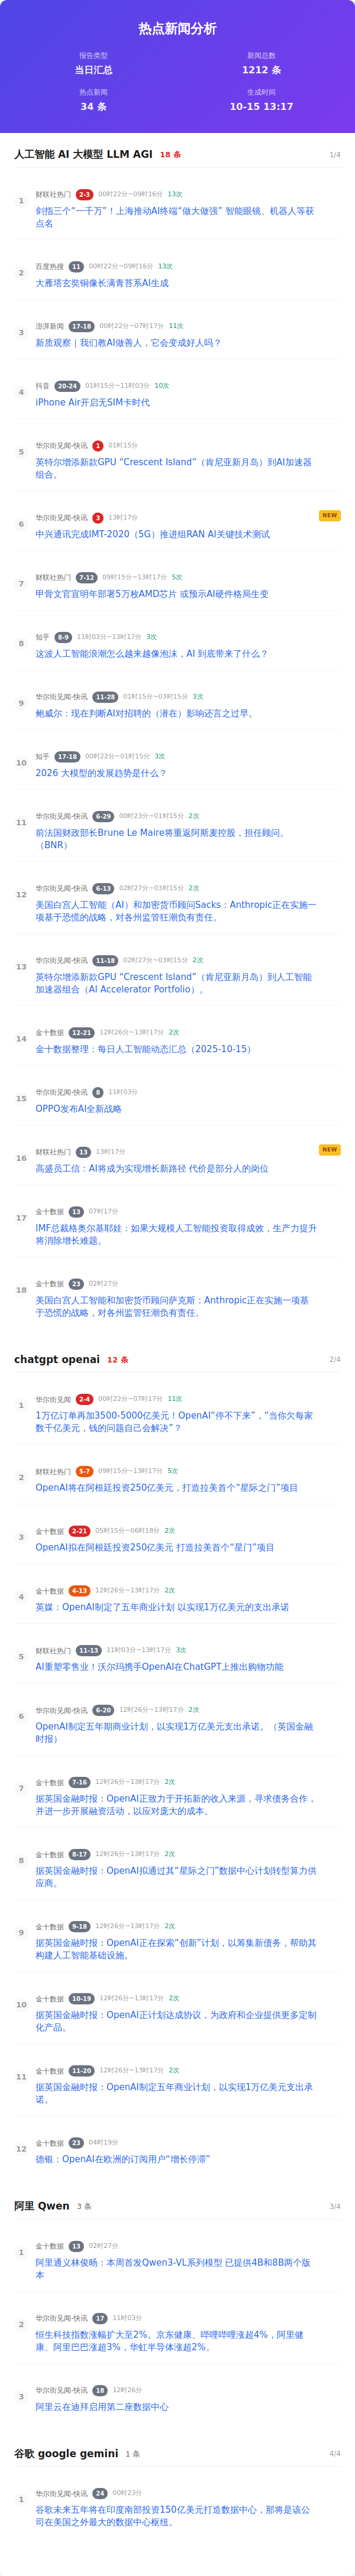 热点新闻分析
报告类型
新闻总数
当日汇总
1212 条
热点新闻
生成时间
34 条
10-15 13:17
人工智能 AI 大模型 LLM AGI 18 条 1/4
1
财联社热门 2-3 00时22分~09时16分 13次
剑指三个“一千万”！上海推动AI终端“做大做强” 智能眼镜、机器人等获
点名
2
百度热搜 11 00时22分~09时16分 13次
大雁塔玄奘铜像长满青苔系AI生成
3
澎湃新闻 17-18 00时22分~07时17分 11次
新质观察｜我们教AI做善人，它会变成好人吗？
4
抖音 20-24 01时15分~11时03分 10次
iPhone Air开启无SIM卡时代
5
华尔街见闻-快讯 1 01时15分
英特尔增添新款GPU “Crescent Island”（肯尼亚新月岛）到AI加速器
组合。
6
华尔街见闻-快讯 3 13时17分
NEW
中兴通讯完成IMT-2020（5G）推进组RAN AI关键技术测试
7
财联社热门 7-12 09时15分~13时17分 5次
甲骨文官宣明年部署5万枚AMD芯片 或预示AI硬件格局生变
8
知乎 8-9 11时03分~13时17分 3次
这波人工智能浪潮怎么越来越像泡沫，AI 到底带来了什么？
9
华尔街见闻-快讯 11-28 01时15分~03时15分 3次
鲍威尔：现在判断AI对招聘的（潜在）影响还言之过早。
10
知乎 17-18 00时22分~01时15分 3次
2026 大模型的发展趋势是什么？
11
华尔街见闻-快讯 6-29 00时23分~01时15分 2次
前法国财政部长Brune Le Maire将重返阿斯麦控股，担任顾问。
（BNR）
12
华尔街见闻-快讯 6-13 02时27分~03时15分 2次
美国白宫人工智能（AI）和加密货币顾问Sacks：Anthropic正在实施一
项基于恐慌的战略，对各州监管狂潮负有责任。
13
华尔街见闻-快讯 11-18 02时27分~03时15分 2次
英特尔增添新款GPU “Crescent Island”（肯尼亚新月岛）到人工智能
加速器组合（AI Accelerator Portfolio）。
14
金十数据 12-21 12时26分~13时17分 2次
金十数据整理：每日人工智能动态汇总（2025-10-15）
15
华尔街见闻-快讯 8 11时03分
OPPO发布AI全新战略
16
财联社热门 13 13时17分
NEW
高盛员工信：AI将成为实现增长新路径 代价是部分人的岗位
17
金十数据 13 07时17分
IMF总裁格奥尔基耶娃：如果大规模人工智能投资取得成效，生产力提升
将消除增长难题。
18
金十数据 23 02时27分
美国白宫人工智能和加密货币顾问萨克斯：Anthropic正在实施一项基
于恐慌的战略，对各州监管狂潮负有责任。
chatgpt openai 12 条 2/4
1
华尔街见闻 2-4 00时22分~07时17分 11次
1万亿订单再加3500-5000亿美元！OpenAI“停不下来”，“当你欠每家
数千亿美元，钱的问题自己会解决”？
2
财联社热门 5-7 09时15分~13时17分 5次
OpenAI将在阿根廷投资250亿美元，打造拉美首个“星际之门”项目
3
金十数据 2-21 05时15分~06时18分 2次
OpenAI拟在阿根廷投资250亿美元 打造拉美首个“星门”项目
4
金十数据 4-13 12时26分~13时17分 2次
英媒：OpenAI制定了五年商业计划 以实现1万亿美元的支出承诺
5
财联社热门 11-13 11时03分~13时17分 3次
AI重塑零售业！沃尔玛携手OpenAI在ChatGPT上推出购物功能
6
华尔街见闻-快讯 6-20 12时26分~13时17分 2次
OpenAI制定五年期商业计划，以实现1万亿美元支出承诺。（英国金融
时报）
7
金十数据 7-16 12时26分~13时17分 2次
据英国金融时报：OpenAI正致力于开拓新的收入来源，寻求债务合作，
并进一步开展融资活动，以应对庞大的成本。
8
金十数据 8-17 12时26分~13时17分 2次
据英国金融时报：OpenAI拟通过其“星际之门”数据中心计划转型算力供
应商。
9
金十数据 9-18 12时26分~13时17分 2次
据英国金融时报：OpenAI正在探索“创新”计划，以筹集新债务，帮助其
构建人工智能基础设施。
10
金十数据 10-19 12时26分~13时17分 2次
据英国金融时报：OpenAI正计划达成协议，为政府和企业提供更多定制
化产品。
11
金十数据 11-20 12时26分~13时17分 2次
据英国金融时报：OpenAI制定五年商业计划，以实现1万亿美元支出承
诺。
12
金十数据 23 04时19分
德银：OpenAI在欧洲的订阅用户“增长停滞”
阿里 Qwen 3 条 3/4
1
金十数据 13 02时27分
阿里通义林俊旸：本周首发Qwen3-VL系列模型 已提供4B和8B两个版
本
2
华尔街见闻-快讯 17 11时03分
恒生科技指数涨幅扩大至2%。京东健康、哔哩哔哩涨超4%，阿里健
康、阿里巴巴涨超3%，华虹半导体涨超2%。
3
华尔街见闻-快讯 18 12时26分
阿里云在迪拜启用第二座数据中心
谷歌 google gemini 1 条 4/4
1
华尔街见闻-快讯 24 00时23分
谷歌未来五年将在印度南部投资150亿美元打造数据中心，那将是该公
司在美国之外最大的数据中心枢纽。